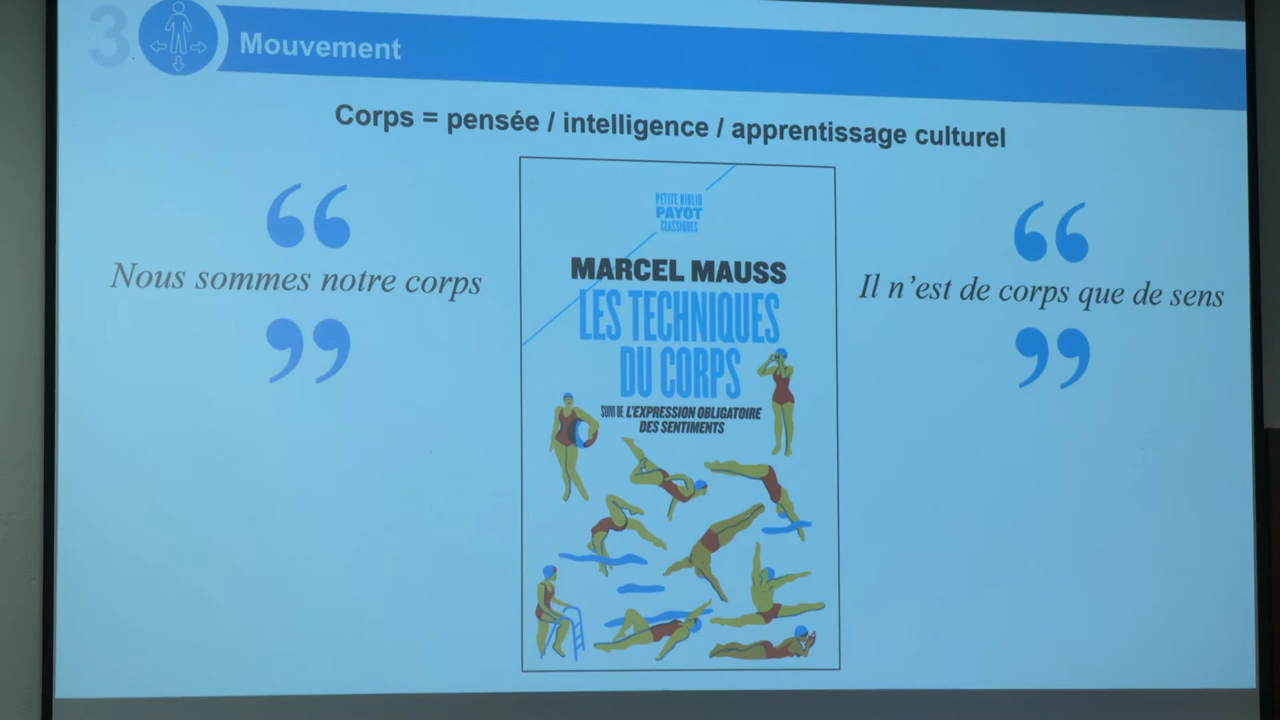 3
Mouvement
Corps = pensée / intelligence / apprentissage culturel
“
Nous sommes notre corps
”
PETITE BIBLIO
PAYOT
CLASSIQUES
MARCEL MAUSS
LES TECHNIQUES
DU CORPS
SUIVI DE L'EXPRESSION OBLIGATOIRE
DES SENTIMENTS
“
Il n’est de corps que de sens
”